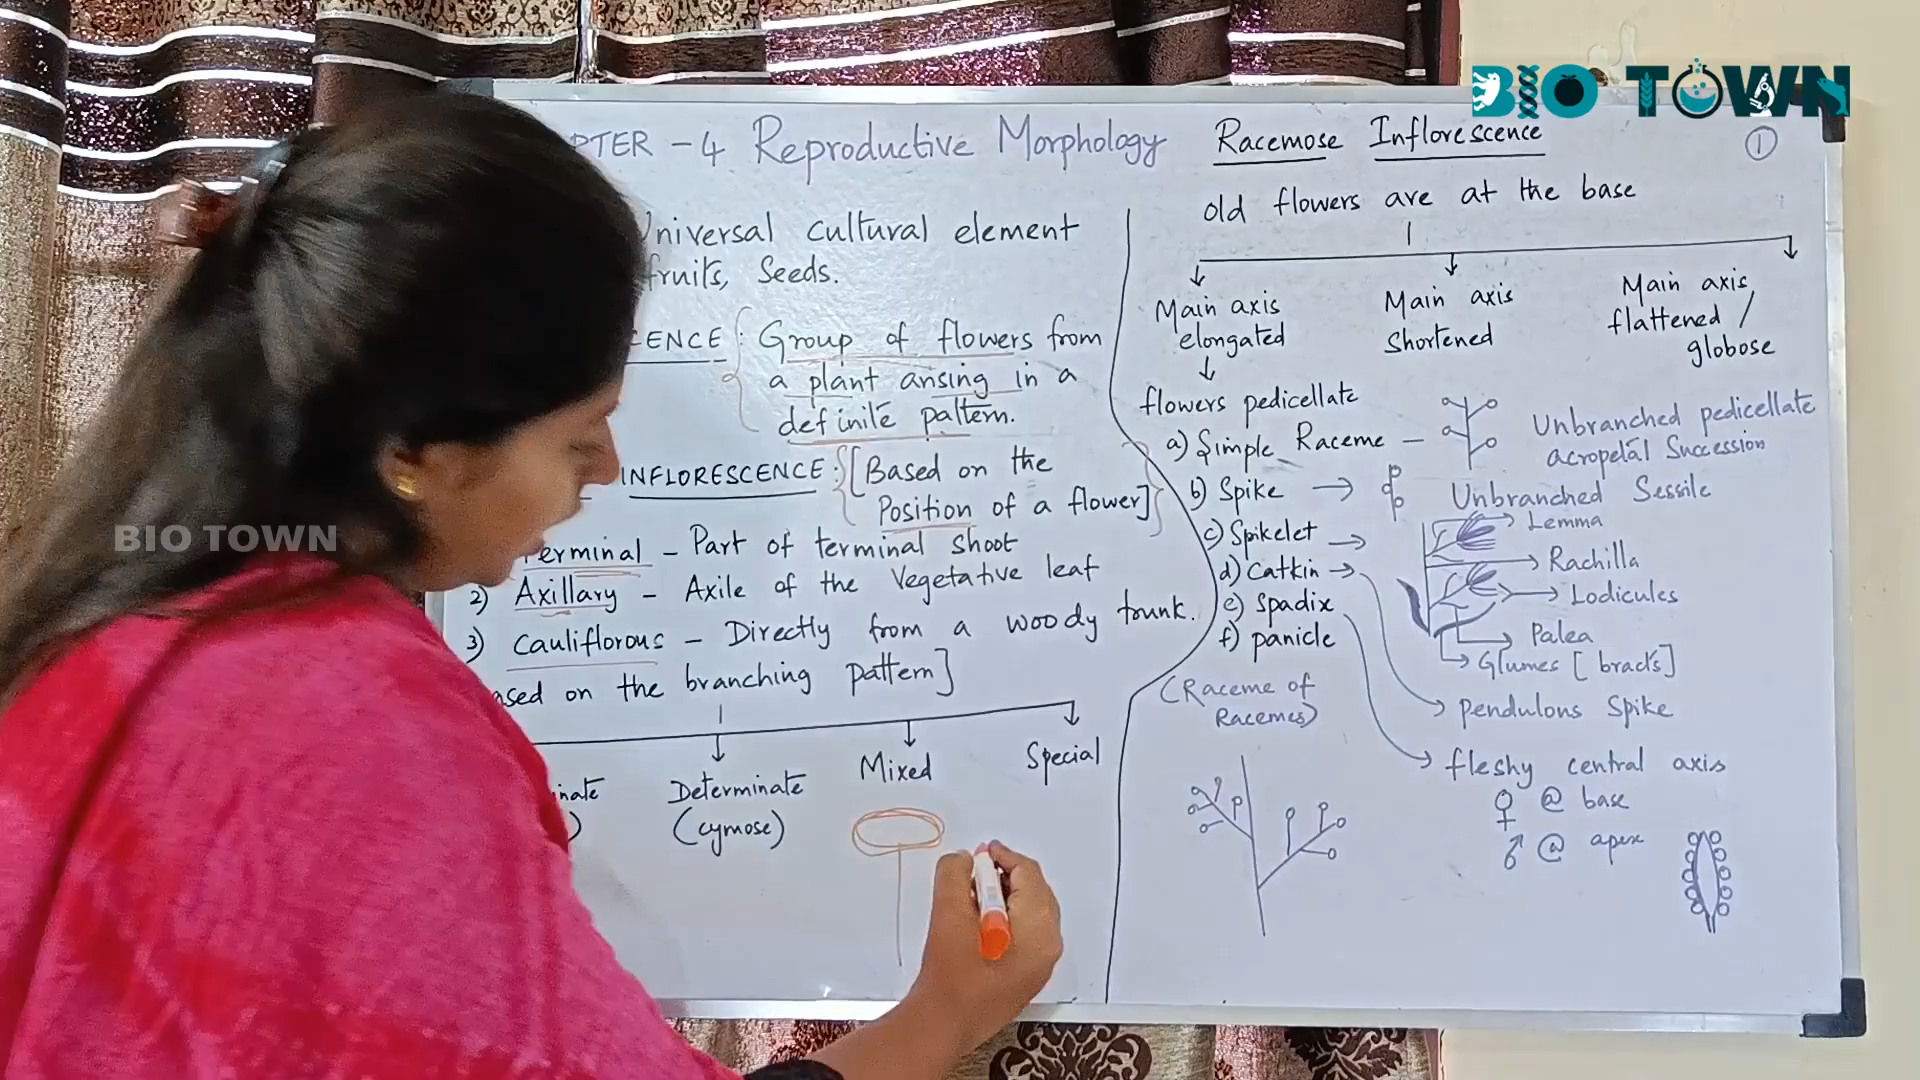 BIO TOWN
PTER - 4 Reproductive Morphology
Universal cultural element
fruits, Seeds.
ENCE : Group of flowers from
a plant arising in a
definite pattern.
INFLORESCENCE : [Based on the
Position of a flower]
Terminal - Part of terminal shoot
2) Axillary - Axile of the Vegetative leaf
3) Cauliflorous - Directly from a woody trunk.
ased on the branching pattern]
inate
)
Determinate
(cymose)
Mixed
Special
Racemose Inflorescence
1
old flowers are at the base
Main axis
elongated
Main axis
shortened
Main axis
flattened /
globose
flowers pedicellate
a) Simple Raceme - Unbranched pedicellate
acropetal Succession
b) Spike → Unbranched Sessile
c) Spikelet →
Lemma
Rachilla
Lodicules
Palea
Glumes [bracts]
d) Catkin → pendulous Spike
e) Spadix
fleshy central axis
♀ @ base
♂ @ apex
f) panicle
(Raceme of
Racemes)
BIO TOWN